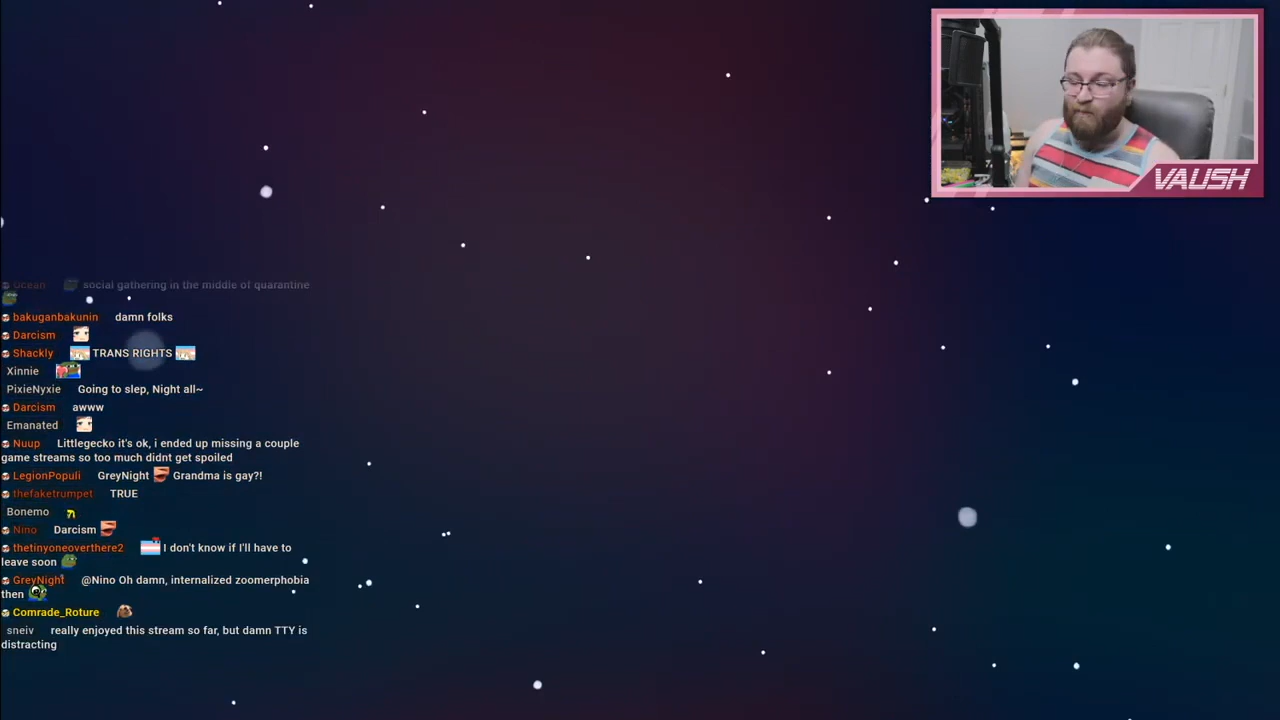 VAUSH
Ocean social gathering in the middle of quarantine
bakuganbakunin damn folks
Darcism
Shackly TRANS RIGHTS
Xinnie
PixieNyxie Going to slep, Night all~
Darcism awww
Emanated
Nuup Littlegecko it's ok, i ended up missing a couple
game streams so too much didnt get spoiled
LegionPopuli GreyNight Grandma is gay?!
thefaketrumpet TRUE
Bonemo
Nino Darcism
thetinyoneoverthere2 I don't know if I'll have to
leave soon
GreyNight @Nino Oh damn, internalized zoomerphobia
then
Comrade_Roture
sneiv really enjoyed this stream so far, but damn TTY is
distracting